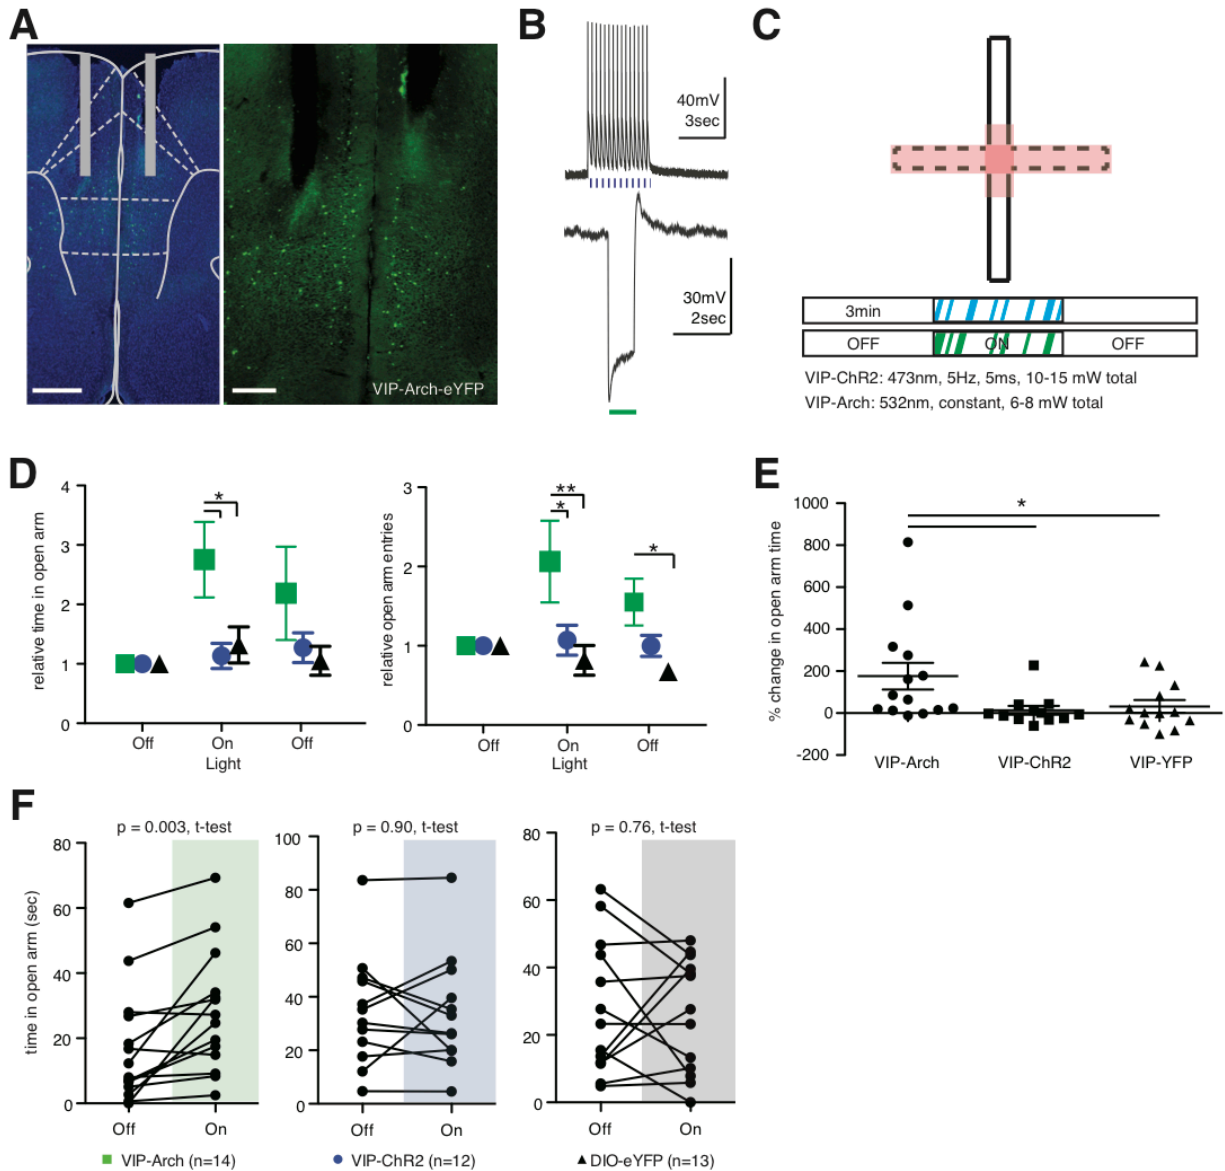 A
B
C
40mV
3sec
30mV
2sec
VIP-Arch-eYFP
3min
OFF
ON
OFF
VIP-ChR2: 473nm, 5Hz, 5ms, 10-15 mW total
VIP-Arch: 532nm, constant, 6-8 mW total
D
relative time in open arm
4
3
2
1
0
*
Off
On
Off
Light
relative open arm entries
3
2
1
0
**
*
*
Off
On
Off
Light
E
% change in open arm time
1000
800
600
400
200
0
-200
*
VIP-Arch
VIP-ChR2
VIP-YFP
F
time in open arm (sec)
p = 0.003, t-test
80
60
40
20
0
Off
On
VIP-Arch (n=14)
p = 0.90, t-test
100
80
60
40
20
0
Off
On
VIP-ChR2 (n=12)
p = 0.76, t-test
80
60
40
20
0
Off
On
DIO-eYFP (n=13)